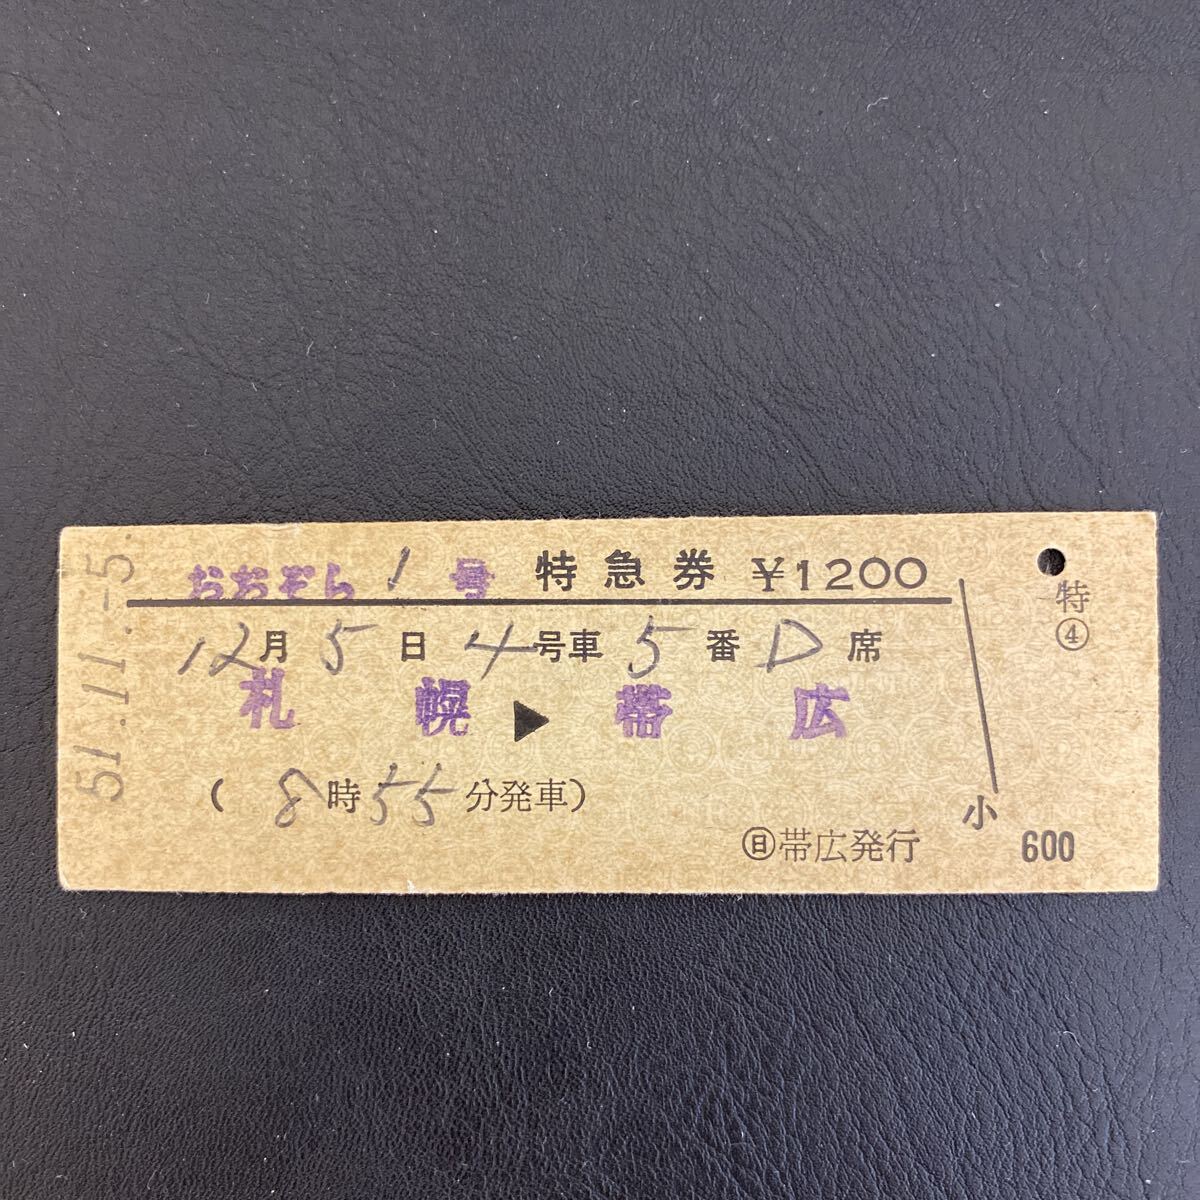 51.11.-5.
おおぞら 1 号 特急券 ¥1200
12月 5 日 4 号車 5 番 D 席
札幌 ▶ 帯広
( 8 時 55 分発車)
㊐帯広発行
特
④
小
600